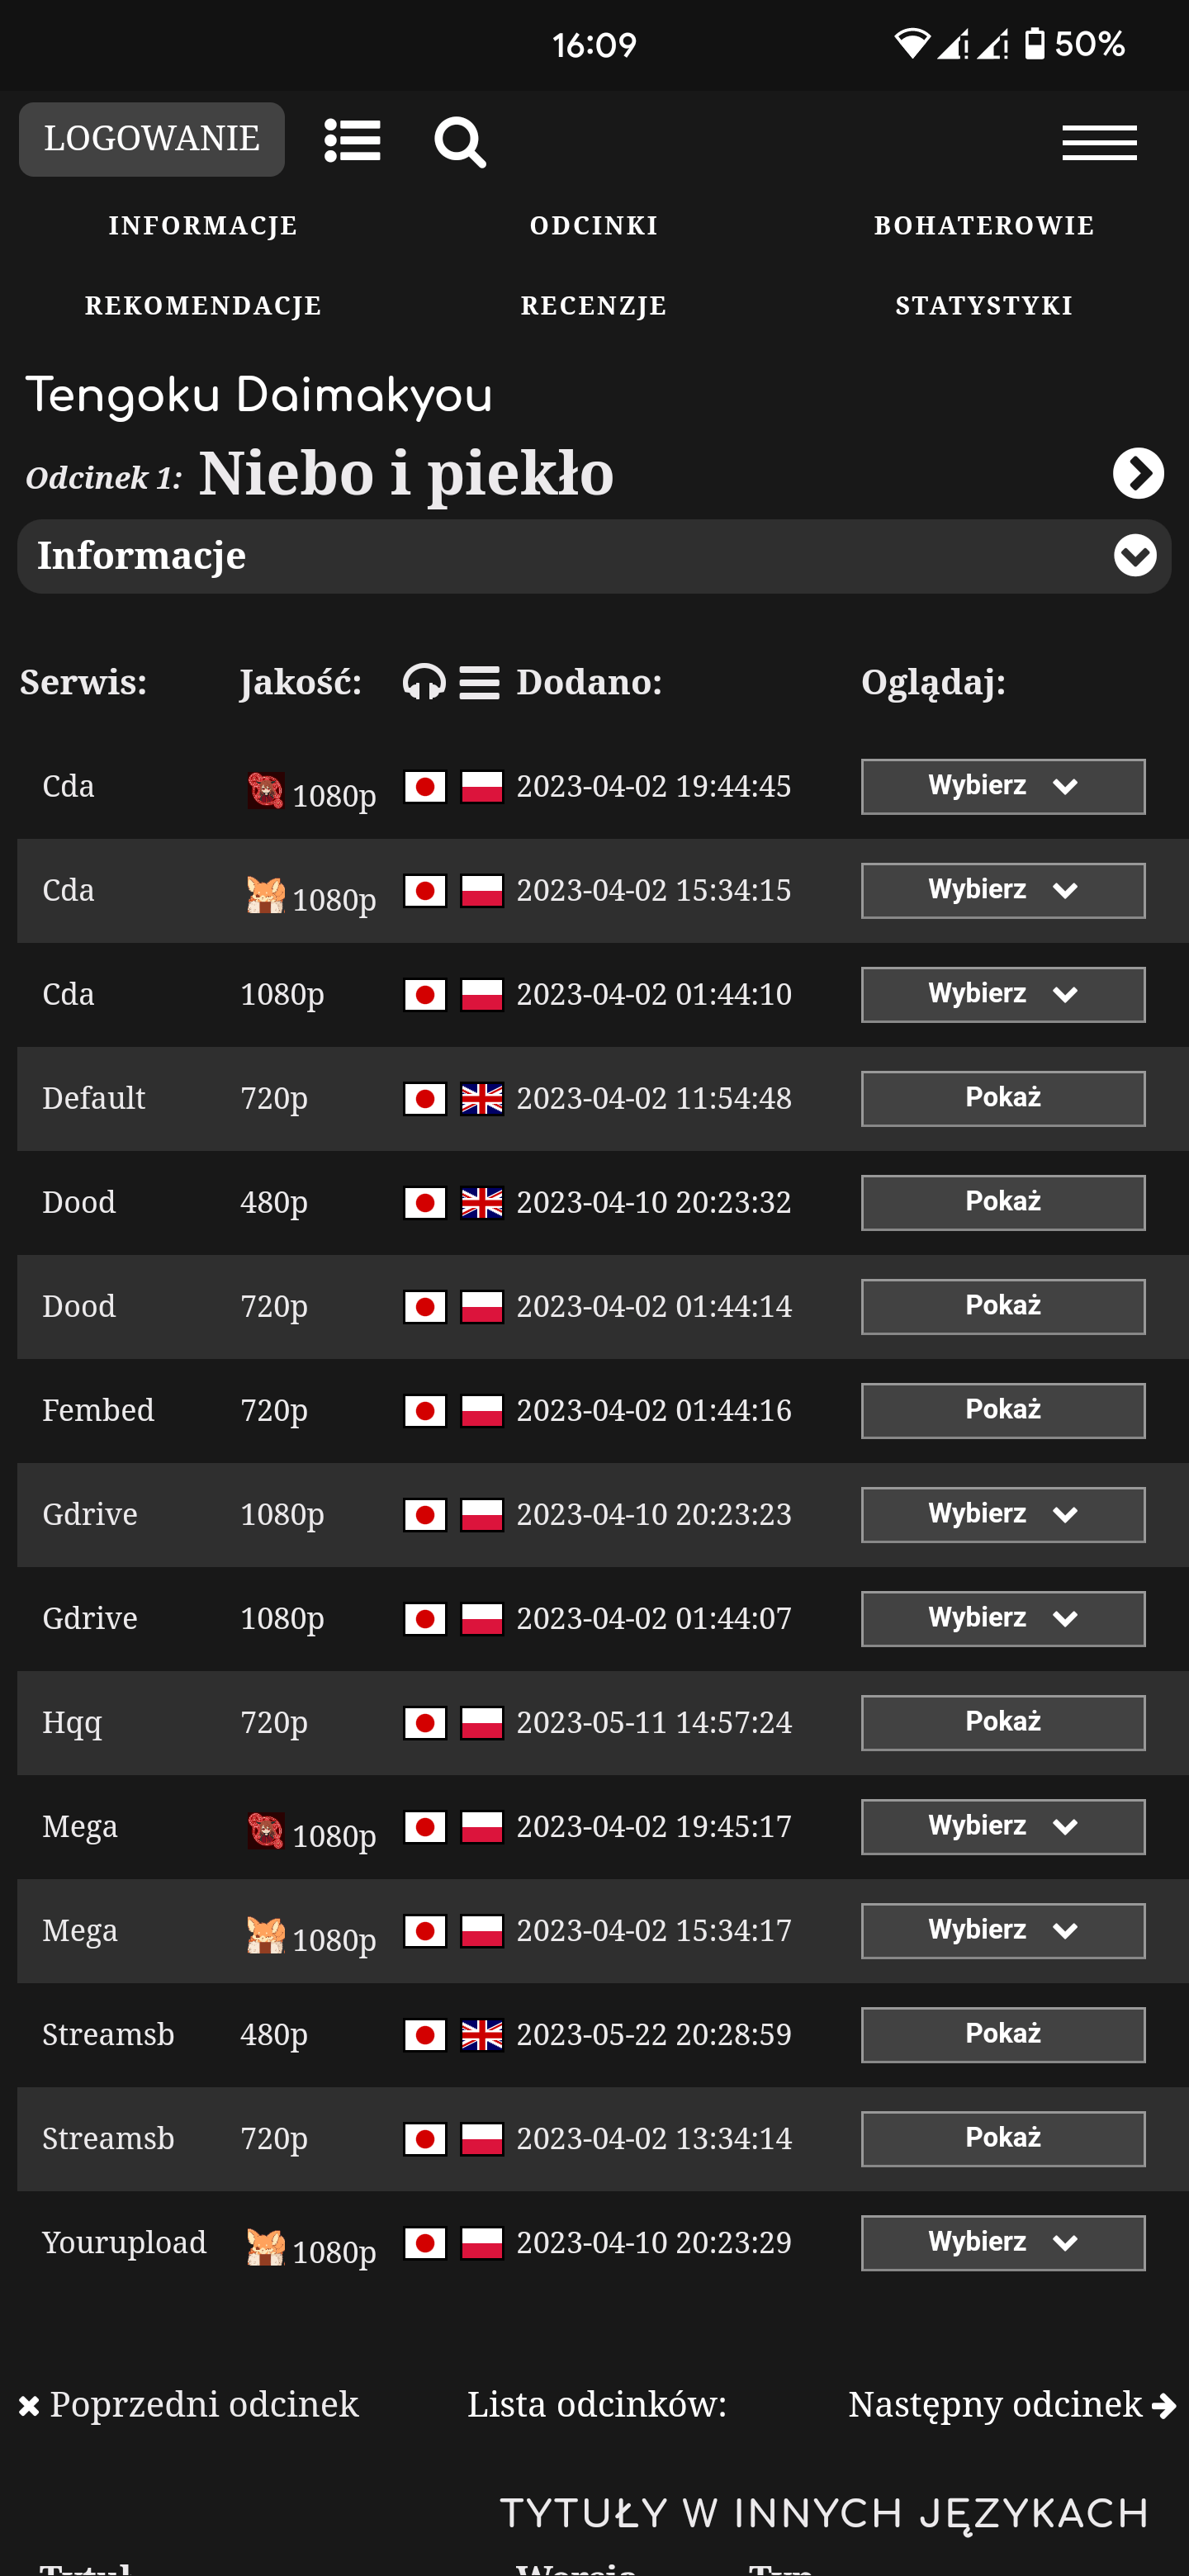 16:09 50%
LOGOWANIE
INFORMACJE ODCINKI BOHATEROWIE
REKOMENDACJE RECENZJE STATYSTYKI
Tengoku Daimakyou
Odcinek 1: Niebo i piekło
Informacje
Serwis: Jakość: Dodano: Oglądaj:
Cda 1080p 2023-04-02 19:44:45 Wybierz
Cda 1080p 2023-04-02 15:34:15 Wybierz
Cda 1080p 2023-04-02 01:44:10 Wybierz
Default 720p 2023-04-02 11:54:48 Pokaż
Dood 480p 2023-04-10 20:23:32 Pokaż
Dood 720p 2023-04-02 01:44:14 Pokaż
Fembed 720p 2023-04-02 01:44:16 Pokaż
Gdrive 1080p 2023-04-10 20:23:23 Wybierz
Gdrive 1080p 2023-04-02 01:44:07 Wybierz
Hqq 720p 2023-05-11 14:57:24 Pokaż
Mega 1080p 2023-04-02 19:45:17 Wybierz
Mega 1080p 2023-04-02 15:34:17 Wybierz
Streamsb 480p 2023-05-22 20:28:59 Pokaż
Streamsb 720p 2023-04-02 13:34:14 Pokaż
Yourupload 1080p 2023-04-10 20:23:29 Wybierz
Poprzedni odcinek Lista odcinków: Następny odcinek
TYTUŁY W INNYCH JĘZYKACH